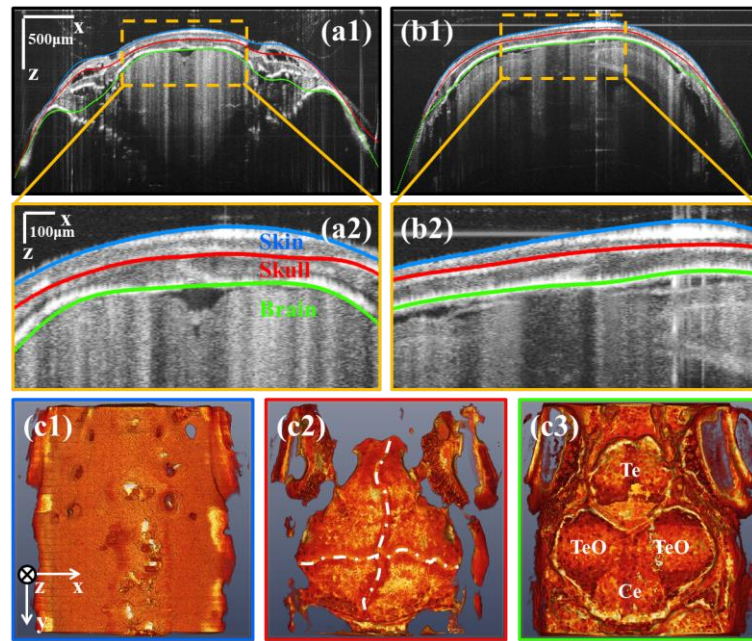 500μm
x
z
(a1)
(b1)
x
100μm
z
(a2)
Skin
Skull
Brain
(b2)
(c1)
z
x
y
(c2)
(c3)
Te
TeO
TeO
Ce